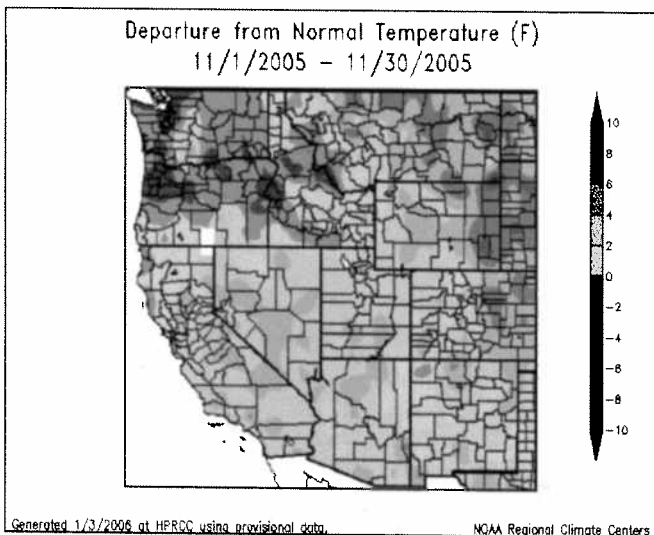 Departure from Normal Temperature (F)
11/1/2005 - 11/30/2005
10
8
6
4
2
0
-2
-4
-6
-8
-10
Generated 1/3/2006 at HPRCC using provisional data.
NOAA Regional Climate Centers